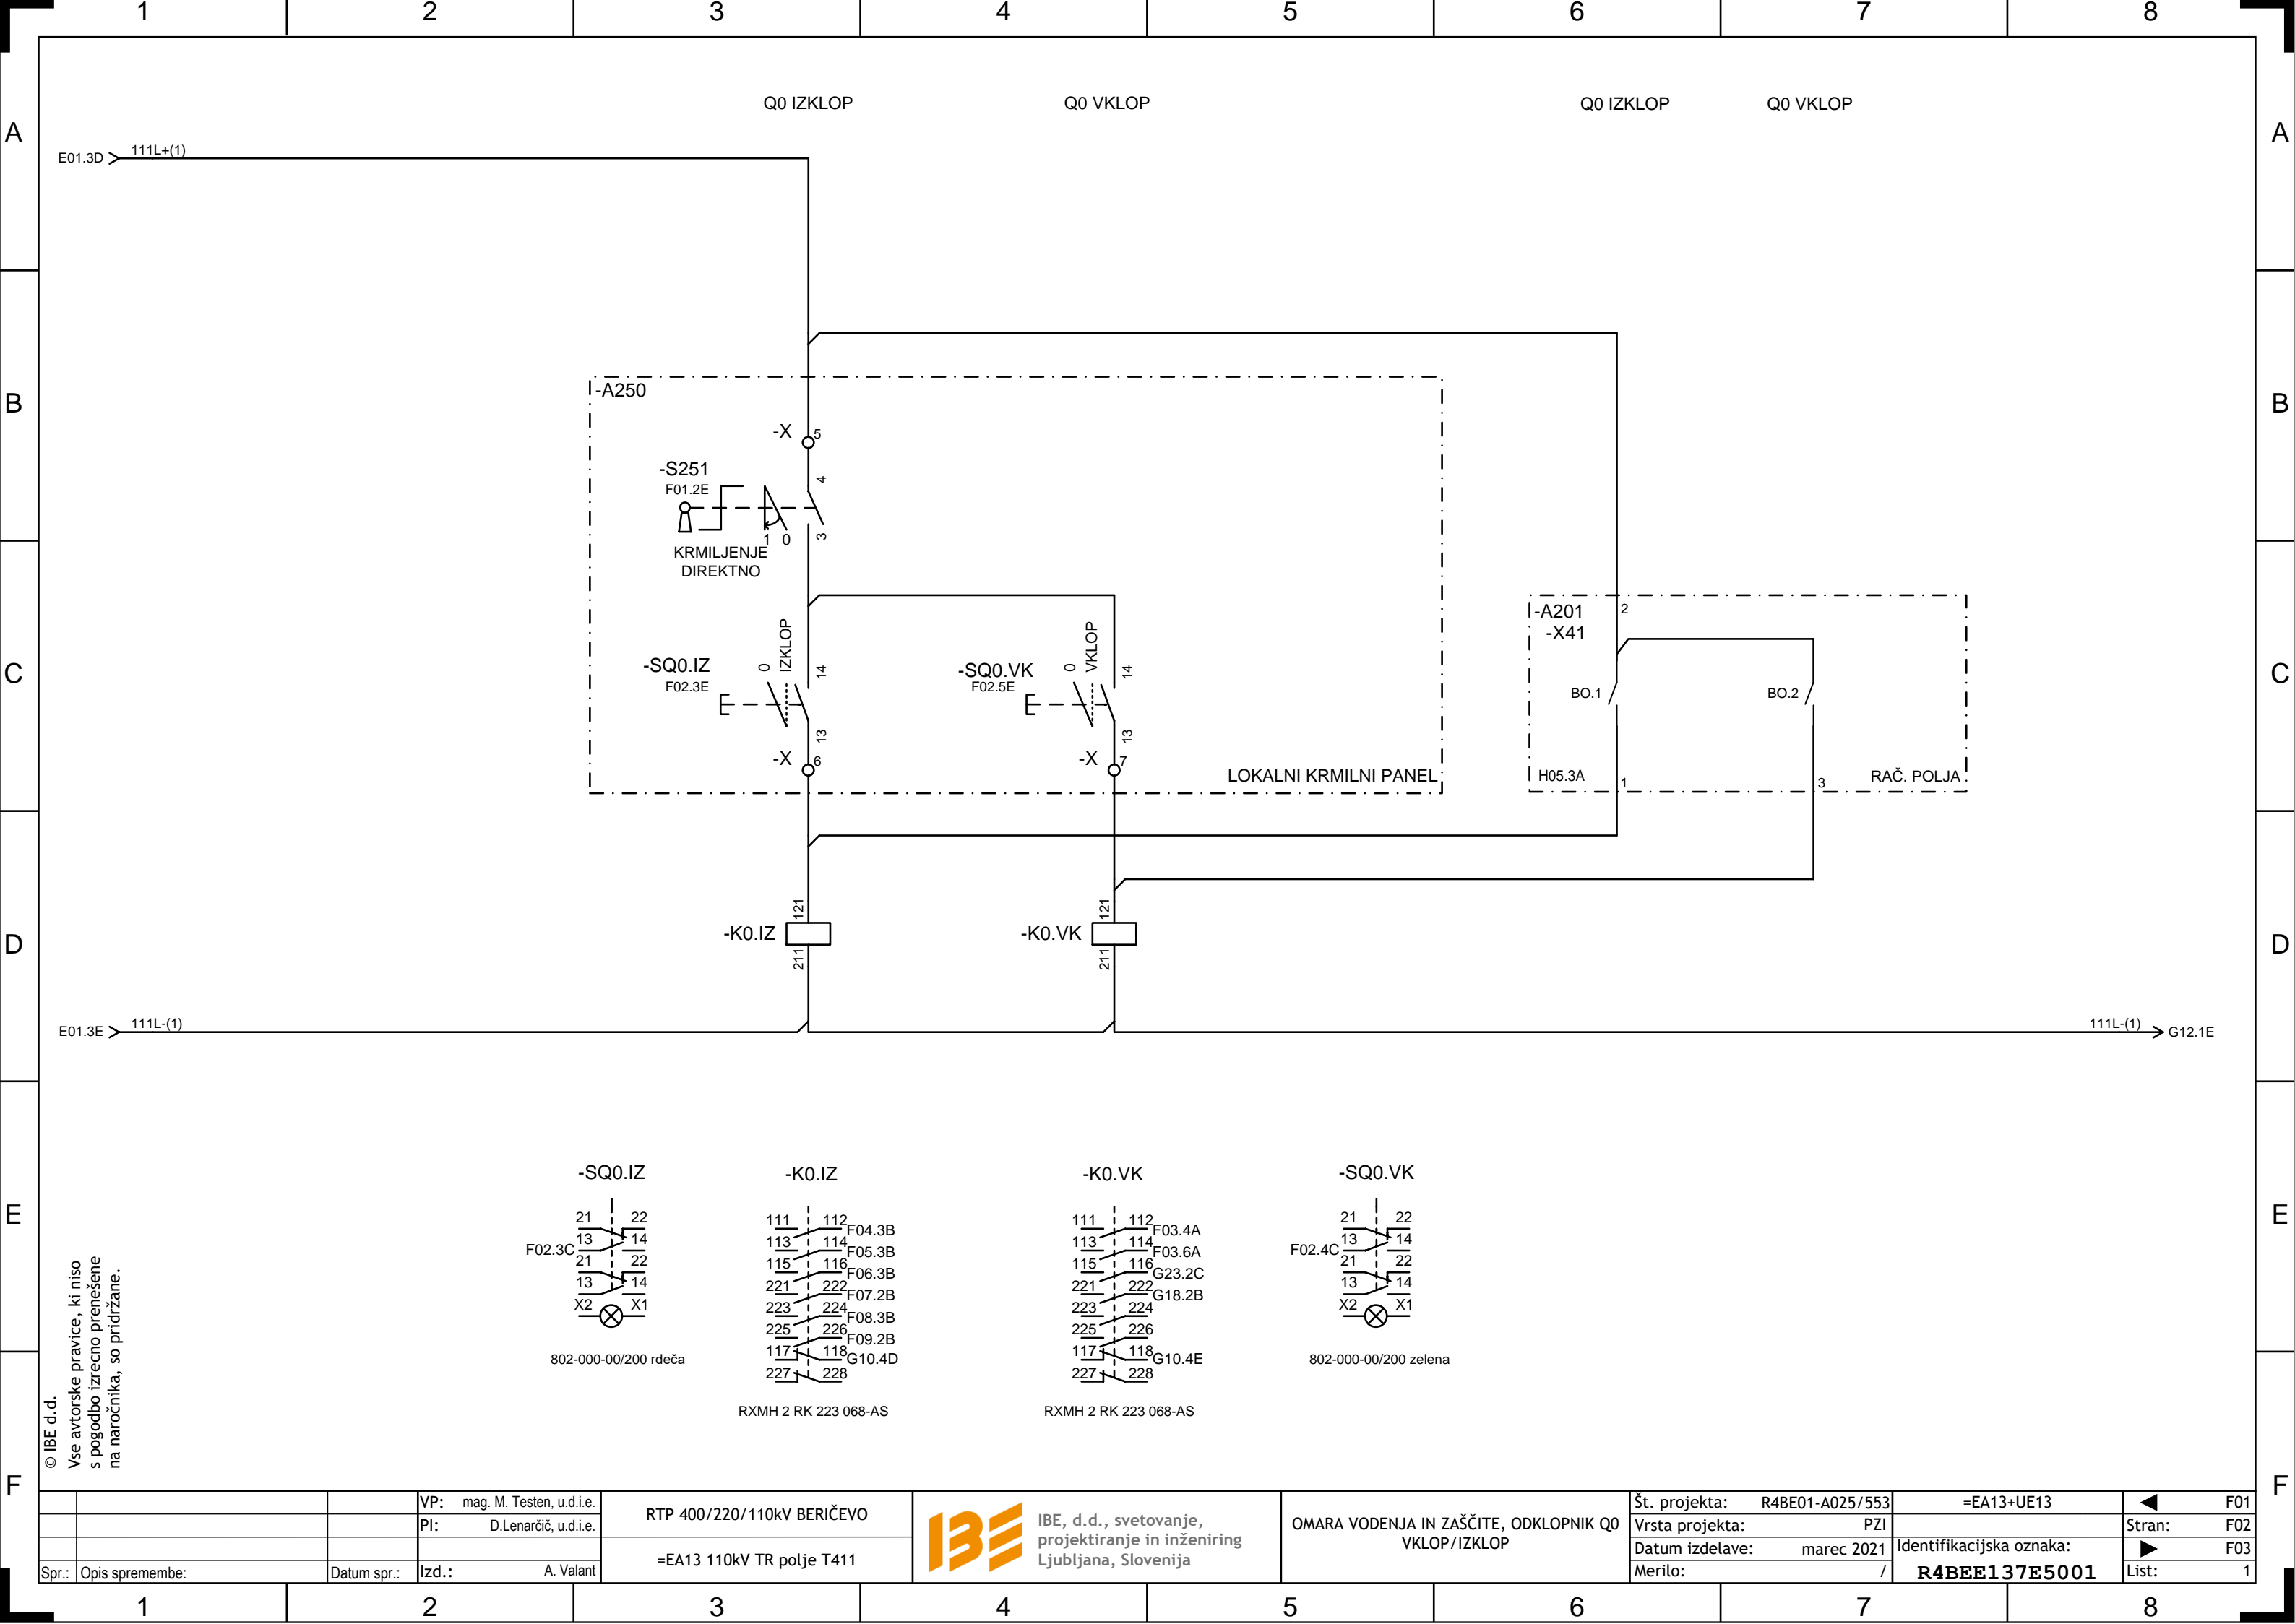 1 2 3 4 5 6 7 8
A A
B B
C C
D D
E E
F F
Q0 IZKLOP
Q0 VKLOP
Q0 IZKLOP
Q0 VKLOP
E01.3D
111L+(1)
-A250
-X 5
-S251
F01.2E
4
1 0
3
KRMILJENJE
DIREKTNO
-SQ0.IZ
F02.3E
0
IZKLOP
14
13
-X 6
-SQ0.VK
F02.5E
0
VKLOP
14
13
-X 7
LOKALNI KRMILNI PANEL
-A201
-X41
2
BO.1
BO.2
H05.3A
1
3
RAČ. POLJA
-K0.IZ
121
211
-K0.VK
121
211
E01.3E
111L-(1)
111L-(1)
G12.1E
-SQ0.IZ
21 22
F02.3C 13 14
21 22
13 14
X2 X1
802-000-00/200 rdeča
-K0.IZ
111 112 F04.3B
113 114 F05.3B
115 116 F06.3B
221 222 F07.2B
223 224 F08.3B
225 226 F09.2B
117 118 G10.4D
227 228
RXMH 2 RK 223 068-AS
-K0.VK
111 112 F03.4A
113 114 F03.6A
115 116 G23.2C
221 222 G18.2B
223 224
225 226
117 118 G10.4E
227 228
RXMH 2 RK 223 068-AS
-SQ0.VK
21 22
F02.4C 13 14
21 22
13 14
X2 X1
802-000-00/200 zelena
© IBE d.d.
Vse avtorske pravice, ki niso
s pogodbo izrecno prenešene
na naročnika, so pridržane.
Spr.: Opis spremembe: Datum spr.:
VP: mag. M. Testen, u.d.i.e.
PI: D.Lenarčič, u.d.i.e.
Izd.: A. Valant
RTP 400/220/110kV BERIČEVO
=EA13 110kV TR polje T411
IBE
IBE, d.d., svetovanje,
projektiranje in inženiring
Ljubljana, Slovenija
OMARA VODENJA IN ZAŠČITE, ODKLOPNIK Q0
VKLOP/IZKLOP
Št. projekta: R4BE01-A025/553
Vrsta projekta: PZI
Datum izdelave: marec 2021
Merilo: /
=EA13+UE13
Identifikacijska oznaka:
R4BEE137E5001
F01
Stran: F02
F03
List: 1
1 2 3 4 5 6 7 8